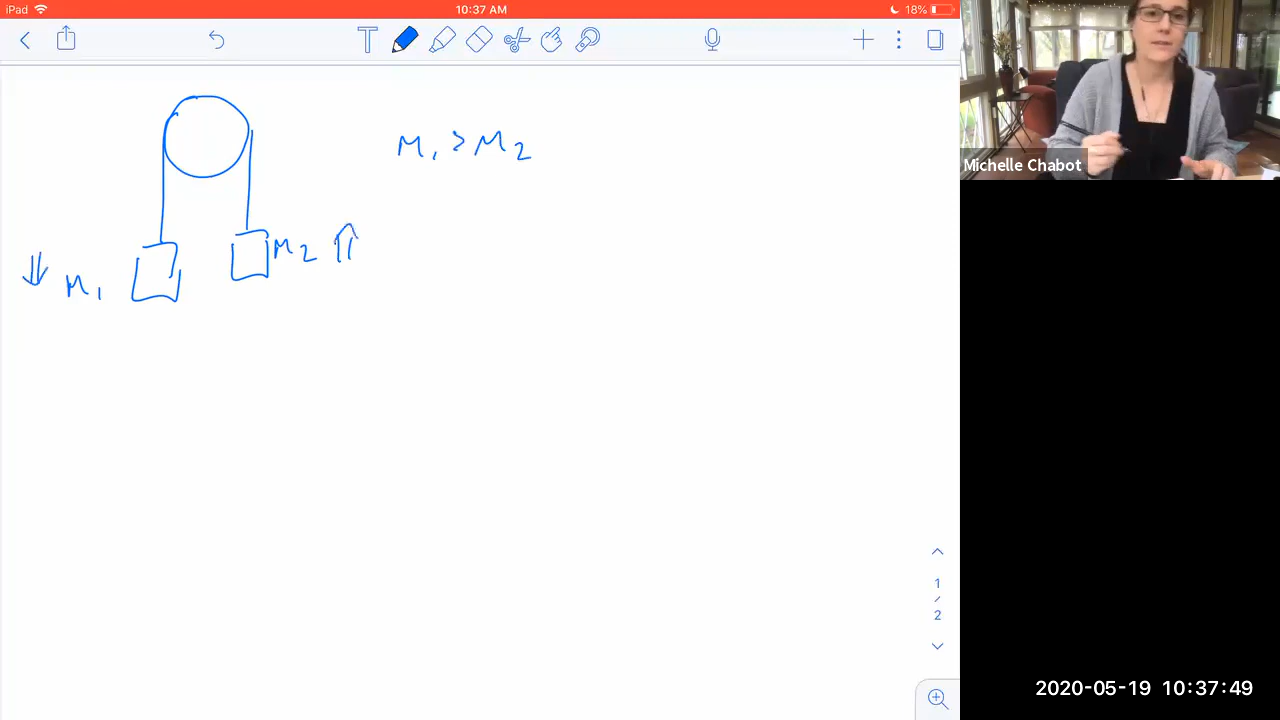 iPad 10:37 AM 18%
T
M₁ > M₂
M₂ ⇑
⇓ M₁
Michelle Chabot
1
/
2
2020-05-19 10:37:49